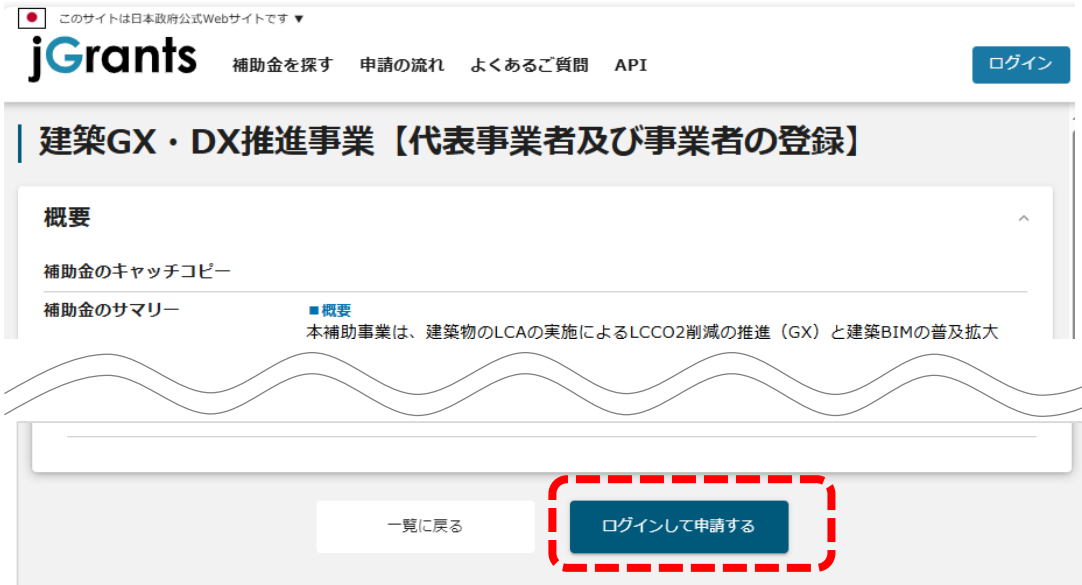 このサイトは日本政府公式Webサイトです ▼
jGrants 補助金を探す 申請の流れ よくあるご質問 API ログイン
建築GX・DX推進事業【代表事業者及び事業者の登録】
概要
補助金のキャッチコピー
補助金のサマリー ■概要
本補助事業は、建築物のLCAの実施によるLCCO2削減の推進（GX）と建築BIMの普及拡大
一覧に戻る ログインして申請する